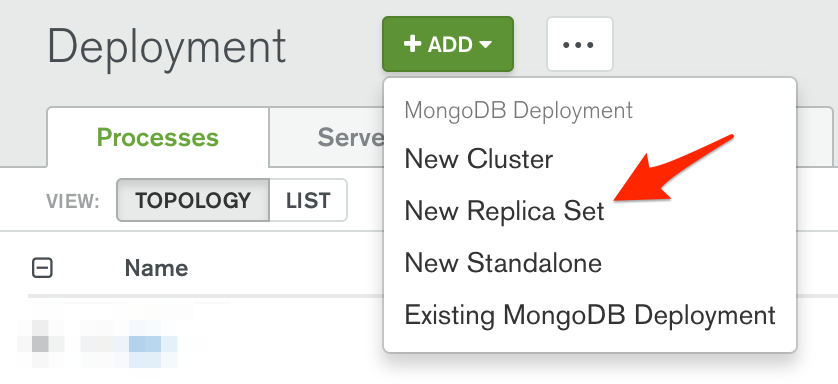 Deployment
+ ADD
...
MongoDB Deployment
New Cluster
New Replica Set
New Standalone
Existing MongoDB Deployment
Processes
Serve
VIEW:
TOPOLOGY
LIST
Name